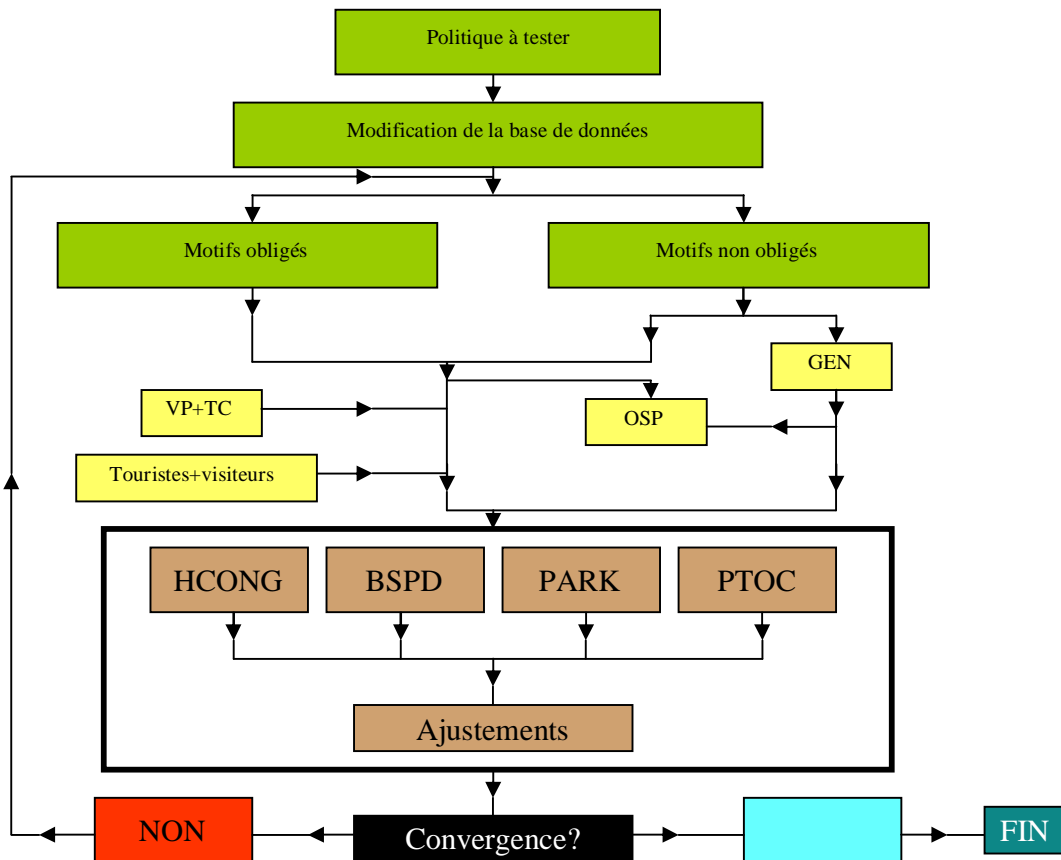 Politique à tester
Modification de la base de données
Motifs obligés
Motifs non obligés
GEN
VP+TC
OSP
Touristes+visiteurs
HCONG
BSPD
PARK
PTOC
Ajustements
NON
Convergence?
FIN